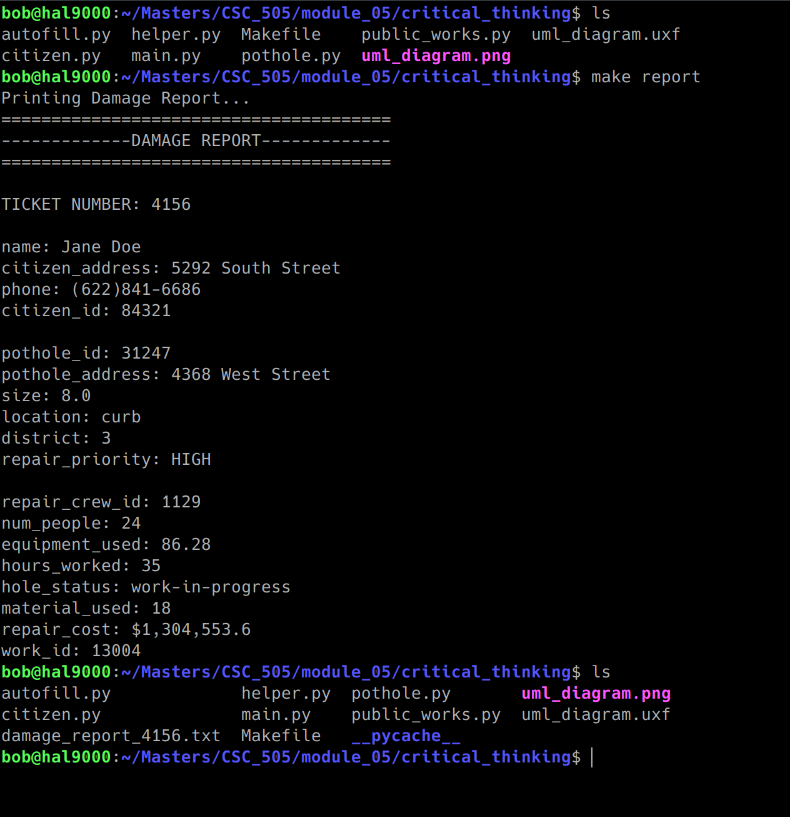 bob@hal9000:~/Masters/CSC_505/module_05/critical_thinking$ ls
autofill.py  helper.py  Makefile    public_works.py  uml_diagram.uxf
citizen.py   main.py    pothole.py  uml_diagram.png
bob@hal9000:~/Masters/CSC_505/module_05/critical_thinking$ make report
Printing Damage Report...
=======================================
-------------DAMAGE REPORT-------------
=======================================

TICKET NUMBER: 4156

name: Jane Doe
citizen_address: 5292 South Street
phone: (622)841-6686
citizen_id: 84321

pothole_id: 31247
pothole_address: 4368 West Street
size: 8.0
location: curb
district: 3
repair_priority: HIGH

repair_crew_id: 1129
num_people: 24
equipment_used: 86.28
hours_worked: 35
hole_status: work-in-progress
material_used: 18
repair_cost: $1,304,553.6
work_id: 13004
bob@hal9000:~/Masters/CSC_505/module_05/critical_thinking$ ls
autofill.py             helper.py  pothole.py       uml_diagram.png
citizen.py              main.py    public_works.py  uml_diagram.uxf
damage_report_4156.txt  Makefile   __pycache__
bob@hal9000:~/Masters/CSC_505/module_05/critical_thinking$